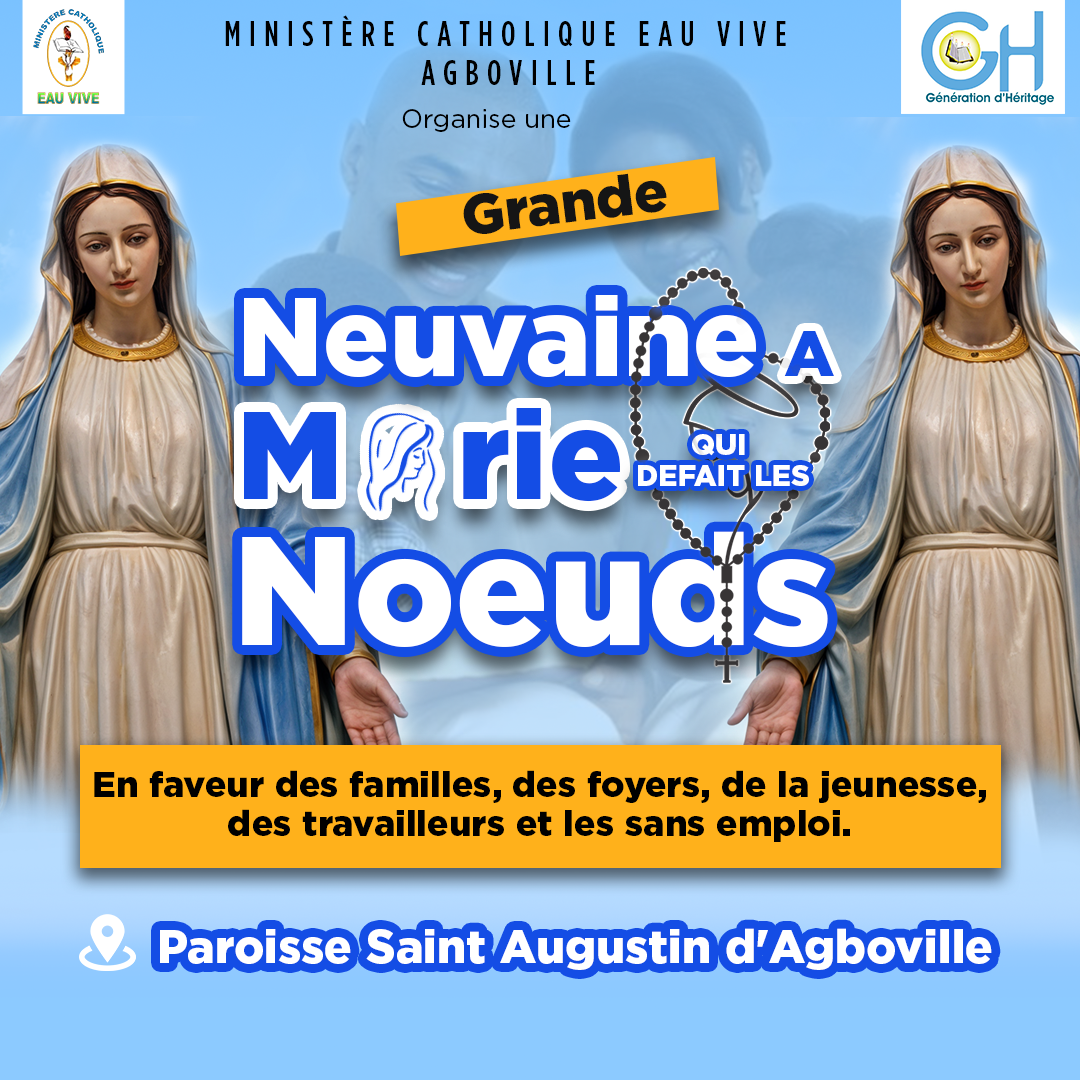 MINISTÈRE CATHOLIQUE
EAU VIVE
MINISTÈRE CATHOLIQUE EAU VIVE
AGBOVILLE
GH
Génération d'Héritage
Organise une
Grande
Neuvaine A
Marie QUI
DEFAIT LES
Noeuds
En faveur des familles, des foyers, de la jeunesse,
des travailleurs et les sans emploi.
Paroisse Saint Augustin d'Agboville